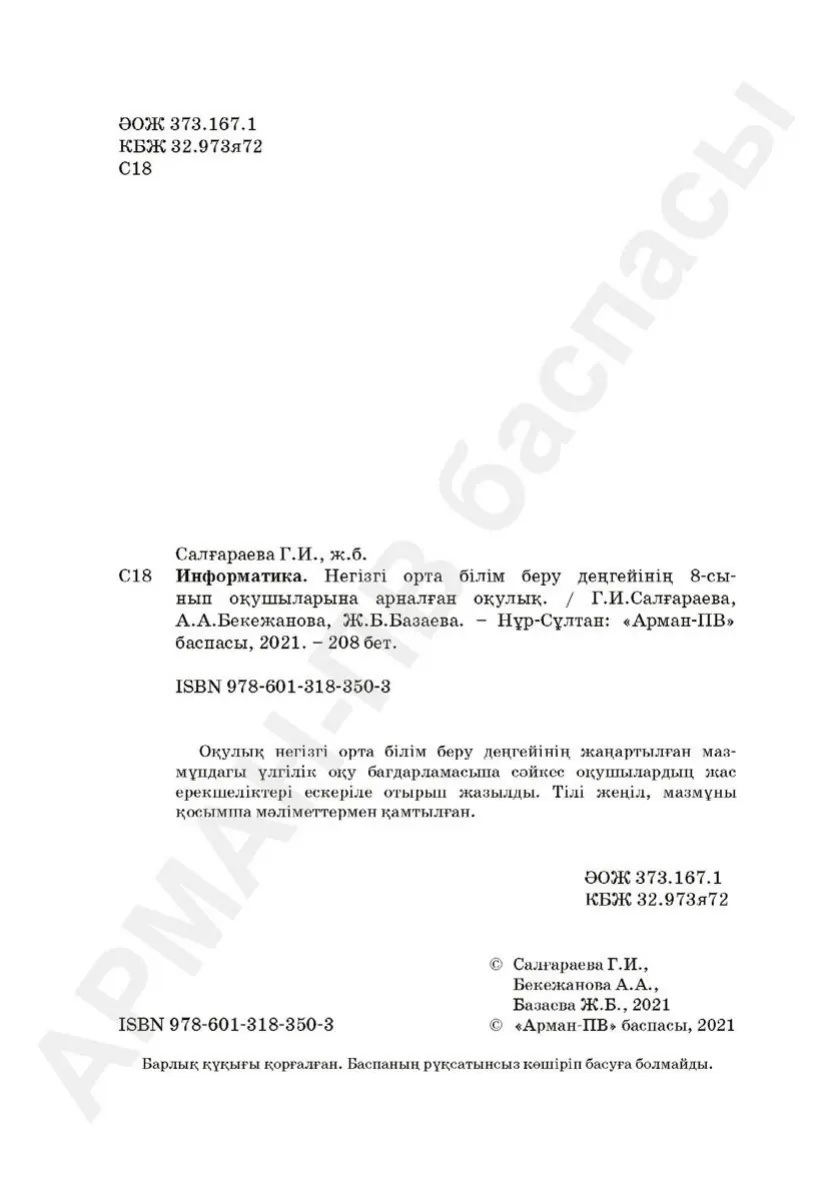 ӘОЖ 373.167.1
КБЖ 32.973я72
С18
Салғараева Г.И., ж.б.
С18 Информатика. Негізгі орта білім беру деңгейінің 8-сы-
нып оқушыларына арналған оқулық. / Г.И.Салғараева,
А.А.Бекежанова, Ж.Б.Базаева. – Нұр-Сұлтан: «Арман-ПВ»
баспасы, 2021. – 208 бет.
ISBN 978-601-318-350-3
Оқулық негізгі орта білім беру деңгейінің жаңартылған маз-
мұндағы үлгілік оқу бағдарламасына сәйкес оқушылардың жас
ерекшеліктері ескеріле отырып жазылды. Тілі жеңіл, мазмұны
қосымша мәліметтермен қамтылған.
ӘОЖ 373.167.1
КБЖ 32.973я72
© Салғараева Г.И.,
Бекежанова А.А.,
Базаева Ж.Б., 2021
ISBN 978-601-318-350-3 © «Арман-ПВ» баспасы, 2021
Барлық құқығы қорғалған. Баспаның рұқсатынсыз көшіріп басуға болмайды.
АРМАН-ПВ баспасы